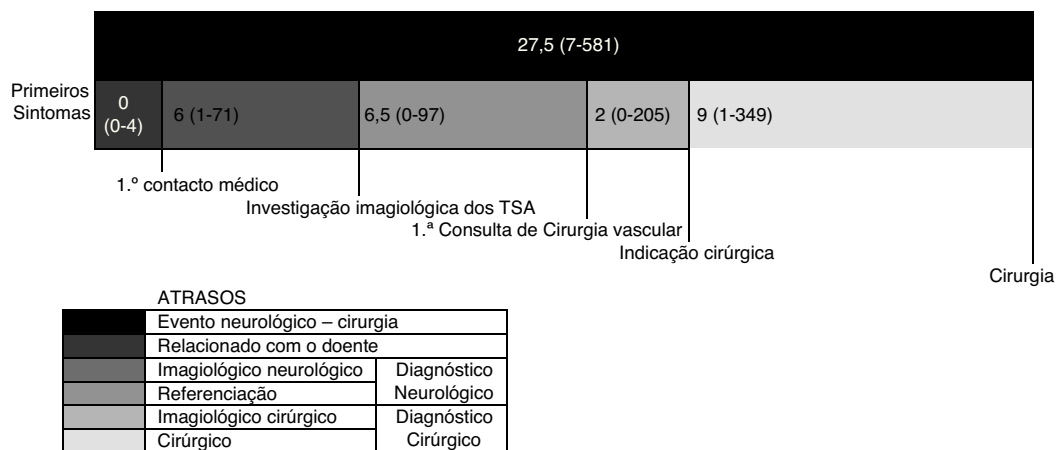 27,5 (7-581)
Primeiros
Sintomas
0
(0-4)
6 (1-71)
6,5 (0-97)
2 (0-205)
9 (1-349)
1.º contacto médico
Investigação imagiológica dos TSA
1.ª Consulta de Cirurgia vascular
Indicação cirúrgica
Cirurgia
ATRASOS
Evento neurológico – cirurgia
Relacionado com o doente
Imagiológico neurológico
Referenciação
Diagnóstico
Neurológico
Imagiológico cirúrgico
Cirúrgico
Diagnóstico
Cirúrgico